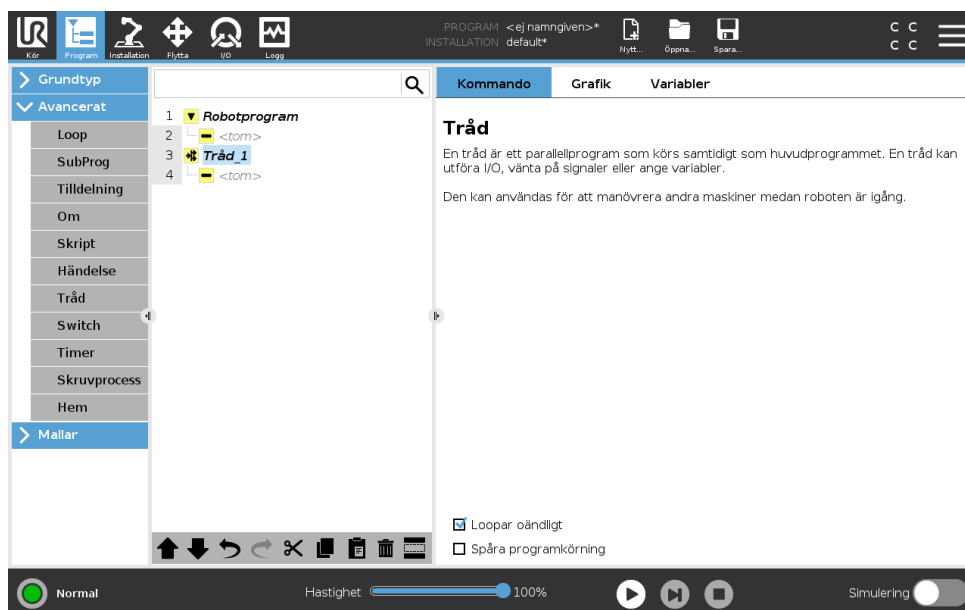 UR
PROGRAM <ej namngiven>*
INSTALLATION default*
Kör
Program
Installation
Flytta
I/O
Logg
Nytt...
Öppna...
Spara...
C C
C C
Grundtyp
Avancerat
Loop
SubProg
Tilldelning
Om
Skript
Händelse
Tråd
Switch
Timer
Skruvprocess
Hem
Mallar
1 Robotprogram
2 <tom>
3 Tråd_1
4 <tom>
Kommando
Grafik
Variabler
Tråd
En tråd är ett parallellprogram som körs samtidigt som huvudprogrammet. En tråd kan
utföra I/O, vänta på signaler eller ange variabler.
Den kan användas för att manövrera andra maskiner medan roboten är igång.
Loopar oändligt
Spåra programkörning
Normal
Hastighet
100%
Simulering